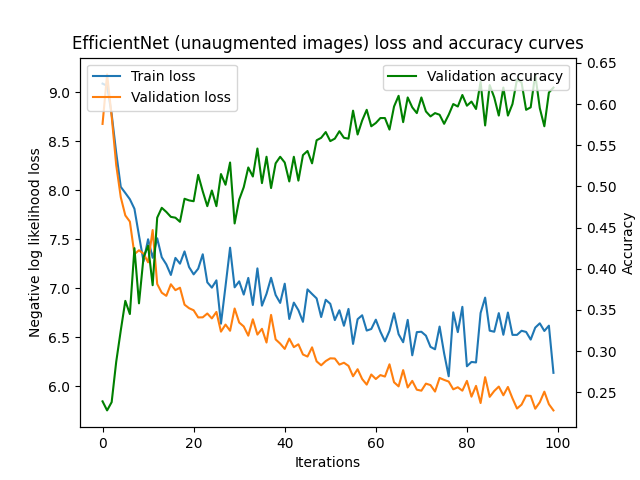 EfficientNet (unaugmented images) loss and accuracy curves
Train loss
Validation loss
Validation accuracy
Negative log likelihood loss
9.0
8.5
8.0
7.5
7.0
6.5
6.0
0.65
0.60
0.55
0.50
0.45
0.40
0.35
0.30
0.25
Accuracy
0 20 40 60 80 100
Iterations